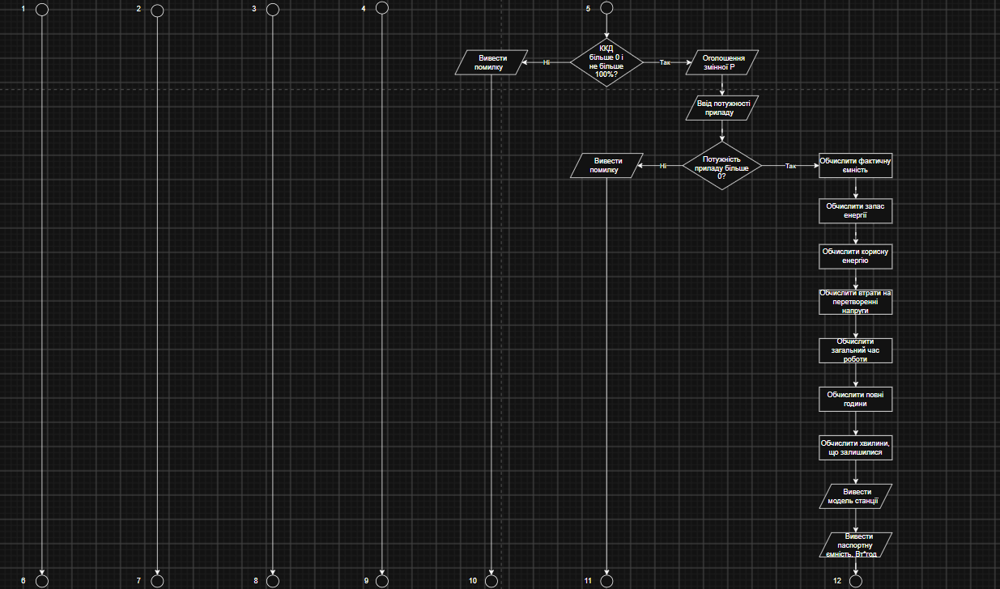 1
2
3
4
5
ККД
більше 0 і
не більше
100%?
Ні
Вивести
помилку
Так
Оголошення
змінної Р
Ввід потужності
приладу
Потужність
приладу більше
0?
Ні
Вивести
помилку
Так
Обчислити фактичну
ємність
Обчислити запас
енергії
Обчислити корисну
енергію
Обчислити втрати на
перетворенні
напруги
Обчислити
загальний час
роботи
Обчислити повні
години
Обчислити хвилини,
що залишилися
Вивести
модель станції
Вивести
паспортну
ємність, Вт*год
6
7
8
9
10
11
12